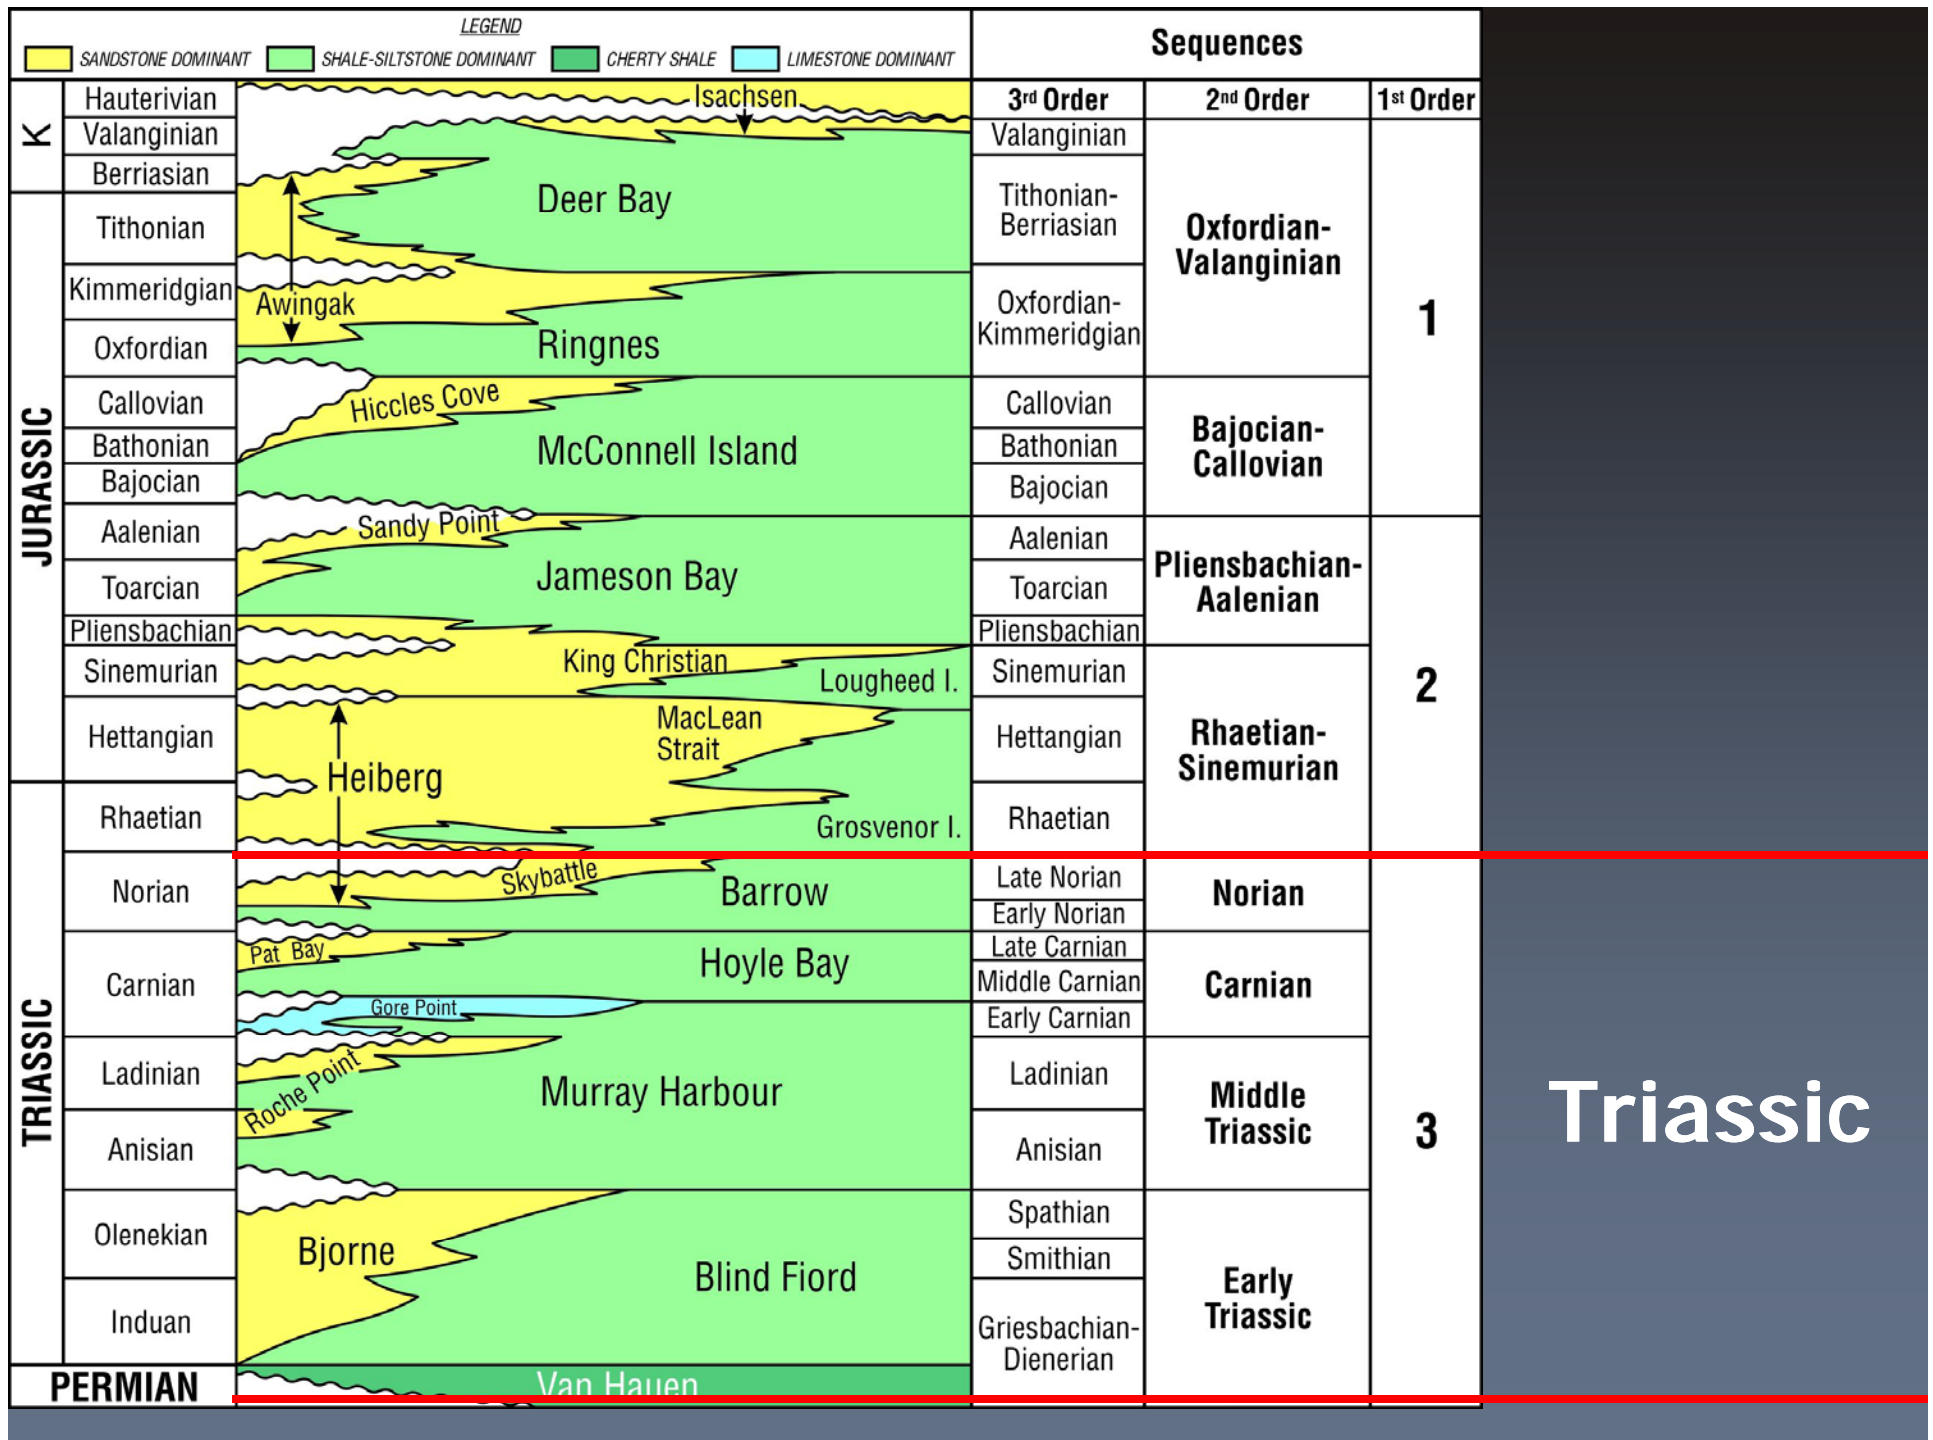 LEGEND
SANDSTONE DOMINANT
SHALE-SILTSTONE DOMINANT
CHERTY SHALE
LIMESTONE DOMINANT
Sequences
3rd Order
2nd Order
1st Order
K
Hauterivian
Valanginian
Berriasian
JURASSIC
Tithonian
Kimmeridgian
Oxfordian
Callovian
Bathonian
Bajocian
Aalenian
Toarcian
Pliensbachian
Sinemurian
Hettangian
TRIASSIC
Rhaetian
Norian
Carnian
Ladinian
Anisian
Olenekian
Induan
PERMIAN
Isachsen
Deer Bay
Awingak
Ringnes
Hiccles Cove
McConnell Island
Sandy Point
Jameson Bay
King Christian
Lougheed I.
MacLean
Strait
Heiberg
Grosvenor I.
Skybattle
Barrow
Pat Bay
Hoyle Bay
Gore Point
Roche Point
Murray Harbour
Bjorne
Blind Fiord
Van Hauen
Valanginian
Tithonian-
Berriasian
Oxfordian-
Kimmeridgian
Callovian
Bathonian
Bajocian
Aalenian
Toarcian
Pliensbachian
Sinemurian
Hettangian
Rhaetian
Late Norian
Early Norian
Late Carnian
Middle Carnian
Early Carnian
Ladinian
Anisian
Spathian
Smithian
Griesbachian-
Dienerian
Oxfordian-
Valanginian
Bajocian-
Callovian
Pliensbachian-
Aalenian
Rhaetian-
Sinemurian
Norian
Carnian
Middle
Triassic
Early
Triassic
1
2
3
Triassic